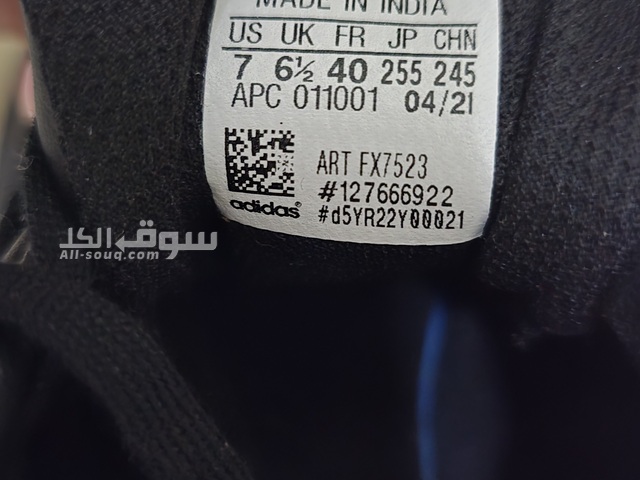 MADE IN INDIA
US UK FR JP CHN
7 6½ 40 255 245
APC 011001 04/21
ART FX7523
#127666922
adidas
#d5YR22Y00021
سوق الكل
All-souq.com